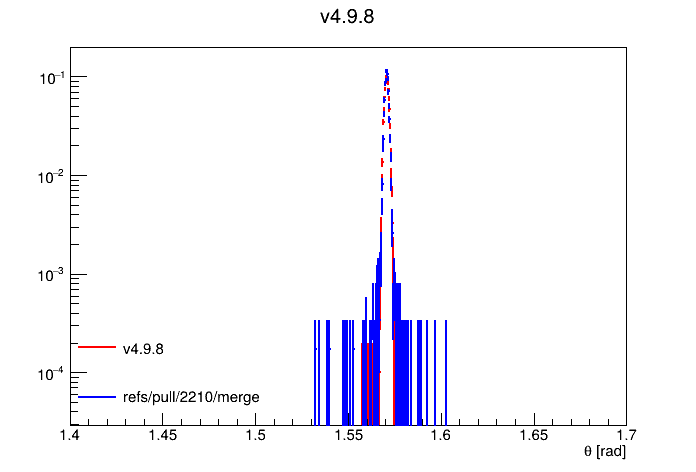 v4.9.8
10⁻¹
10⁻²
10⁻³
10⁻⁴
v4.9.8
refs/pull/2210/merge
1.4 1.45 1.5 1.55 1.6 1.65 1.7
θ [rad]